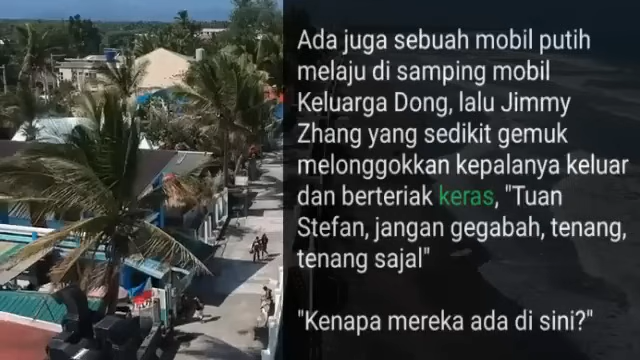 Ada juga sebuah mobil putih
melaju di samping mobil
Keluarga Dong, lalu Jimmy
Zhang yang sedikit gemuk
melonggokkan kepalanya keluar
dan berteriak keras, "Tuan
Stefan, jangan gegabah, tenang,
tenang sajal"
"Kenapa mereka ada di sini?"